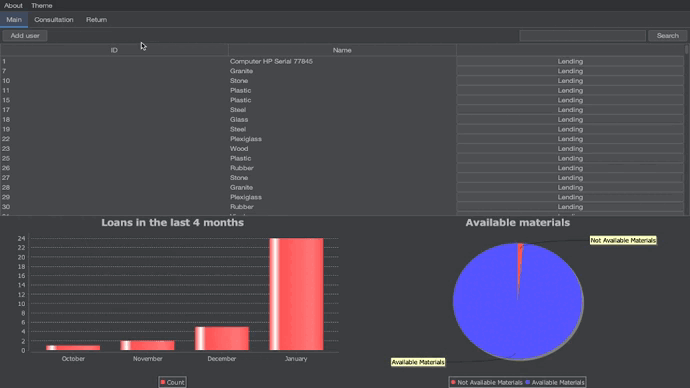 About Theme
Main Consultation Return
Add user Search
ID Name
1 Computer HP Serial 77845 Lending
7 Granite Lending
10 Stone Lending
11 Plastic Lending
15 Plastic Lending
17 Steel Lending
18 Glass Lending
19 Steel Lending
22 Plexiglass Lending
23 Wood Lending
25 Plastic Lending
26 Rubber Lending
27 Stone Lending
28 Granite Lending
29 Plexiglass Lending
30 Rubber Lending
Loans in the last 4 months
24
22
20
18
16
14
12
10
8
6
4
2
0
October November December January
Count
Available materials
Not Available Materials
Available Materials
Not Available Materials Available Materials